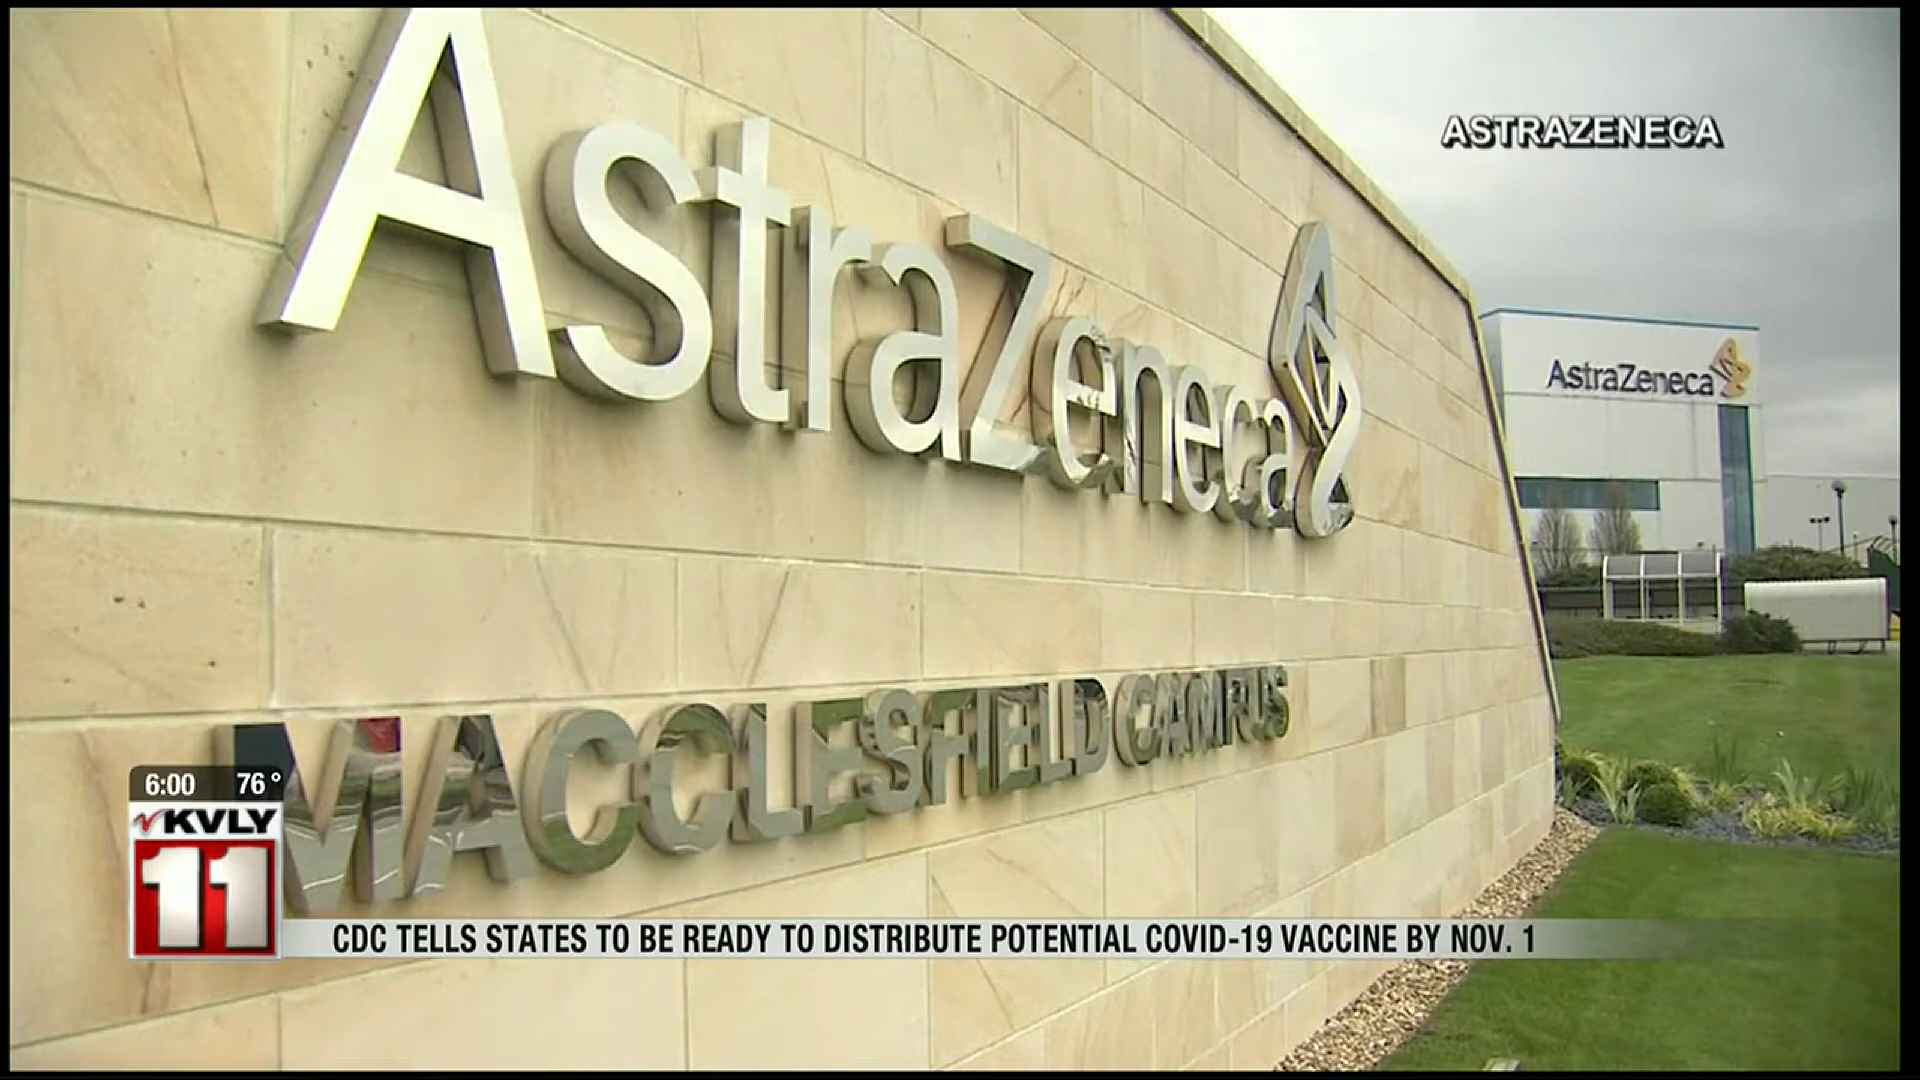 ASTRAZENECA
AstraZeneca
AstraZeneca
MACCLESFIELD CAMPUS
6:00 76°
KVLY
11
CDC TELLS STATES TO BE READY TO DISTRIBUTE POTENTIAL COVID-19 VACCINE BY NOV. 1